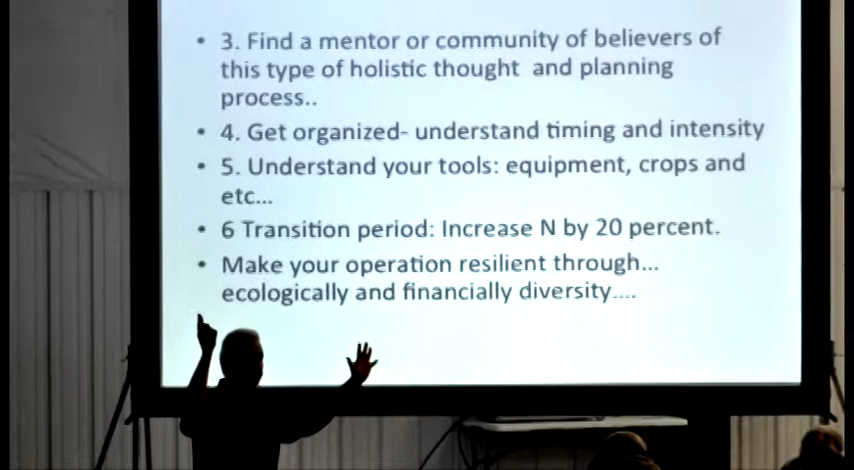 • 3. Find a mentor or community of believers of
this type of holistic thought and planning
process..
• 4. Get organized- understand timing and intensity
• 5. Understand your tools: equipment, crops and
etc...
• 6 Transition period: Increase N by 20 percent.
• Make your operation resilient through...
ecologically and financially diversity....